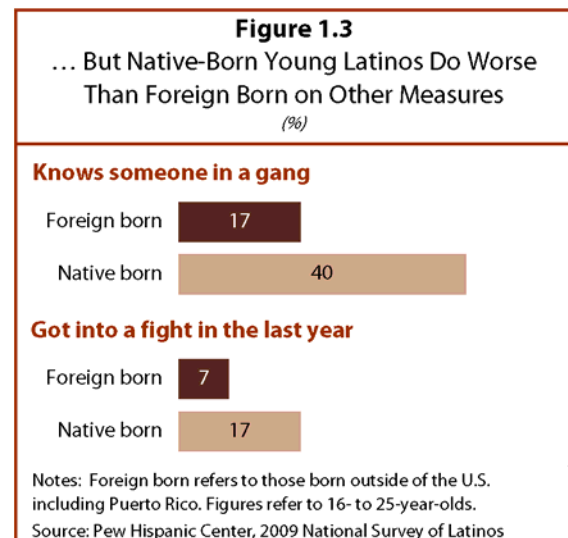 Figure 1.3
… But Native-Born Young Latinos Do Worse
Than Foreign Born on Other Measures
(%)
Knows someone in a gang
Foreign born 17
Native born 40
Got into a fight in the last year
Foreign born 7
Native born 17
Notes: Foreign born refers to those born outside of the U.S.
including Puerto Rico. Figures refer to 16- to 25-year-olds.
Source: Pew Hispanic Center, 2009 National Survey of Latinos